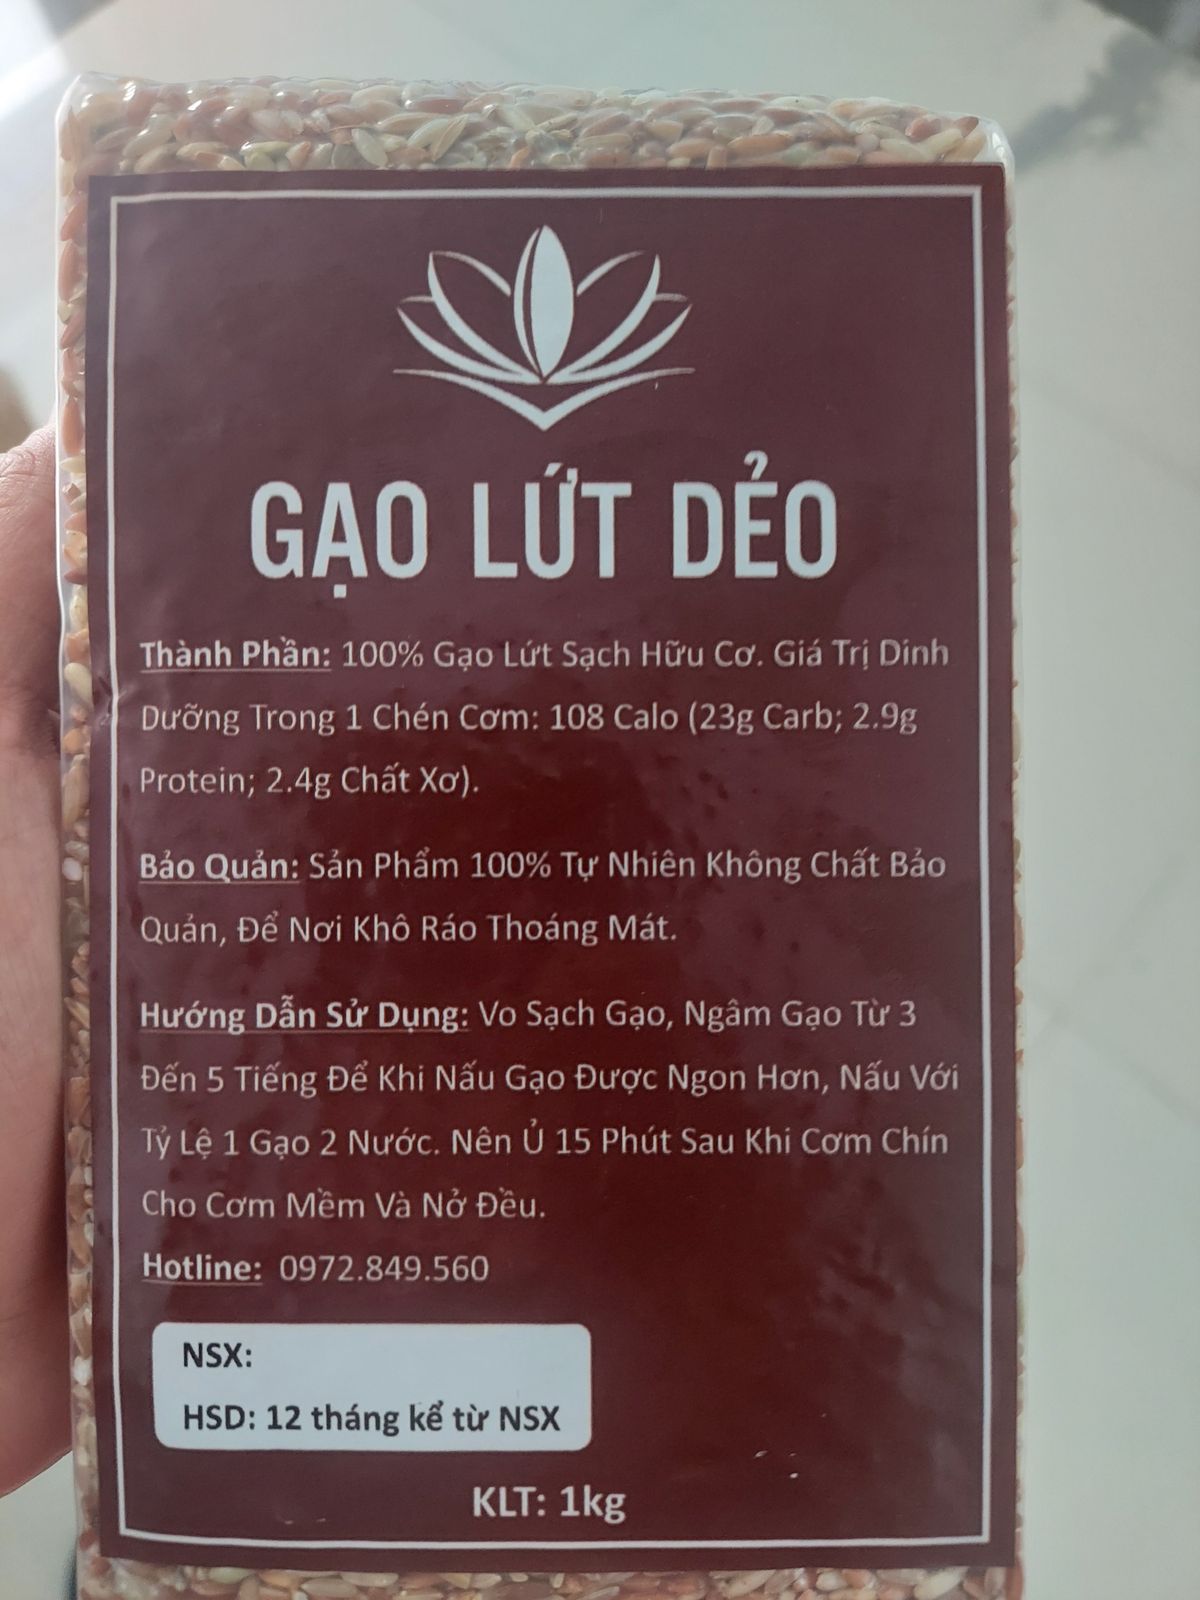 GẠO LỨT DẺO
Thành Phần: 100% Gạo Lứt Sạch Hữu Cơ. Giá Trị Dinh
Dưỡng Trong 1 Chén Cơm: 108 Calo (23g Carb; 2.9g
Protein; 2.4g Chất Xơ).
Bảo Quản: Sản Phẩm 100% Tự Nhiên Không Chất Bảo
Quản, Để Nơi Khô Ráo Thoáng Mát.
Hướng Dẫn Sử Dụng: Vo Sạch Gạo, Ngâm Gạo Từ 3
Đến 5 Tiếng Để Khi Nấu Gạo Được Ngon Hơn, Nấu Với
Tỷ Lệ 1 Gạo 2 Nước. Nên Ủ 15 Phút Sau Khi Cơm Chín
Cho Cơm Mềm Và Nở Đều.
Hotline: 0972.849.560
NSX:
HSD: 12 tháng kể từ NSX
KLT: 1kg